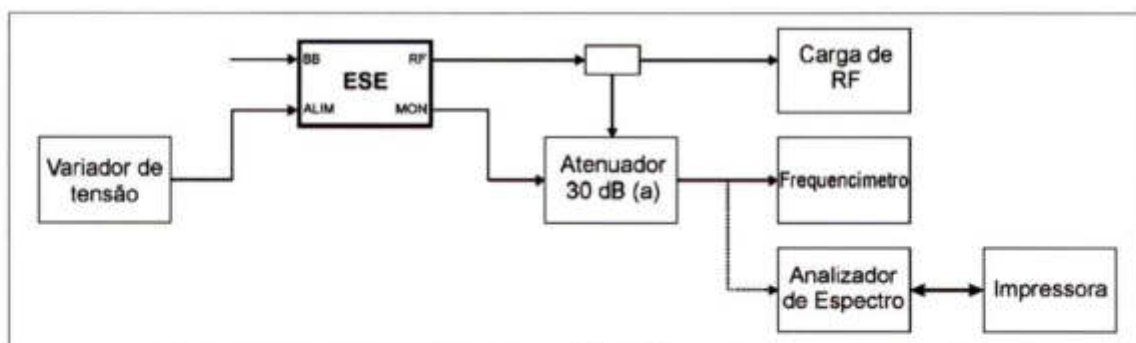 BB
RF
ESE
ALIM
MON
Carga de
RF
Variador de
tensão
Atenuador
30 dB (a)
Frequencímetro
Analizador
de Espectro
Impressora